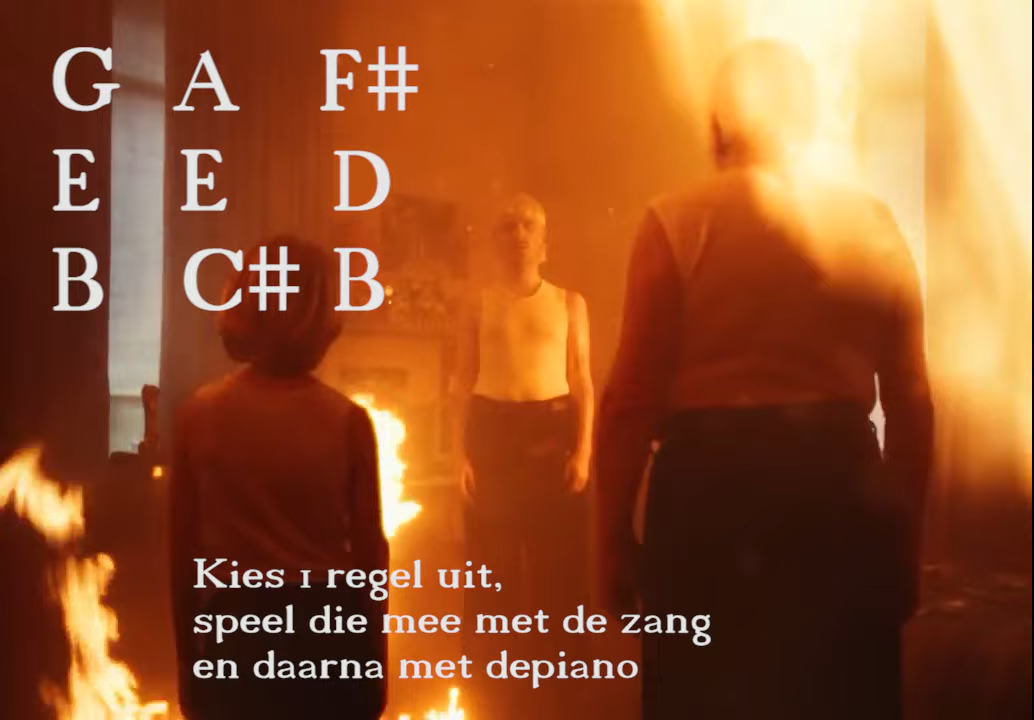 G A F#
E E D
B C# B
Kies 1 regel uit,
speel die mee met de zang
en daarna met depiano